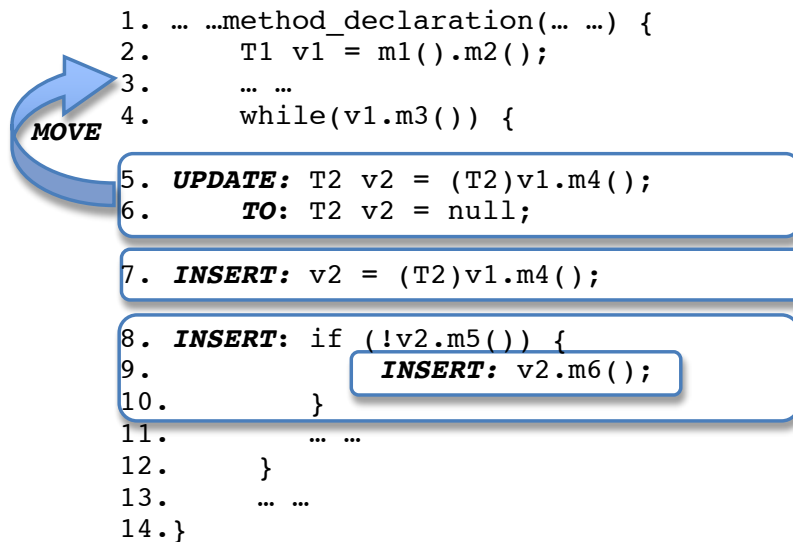 1. … …method_declaration(… …) {
2. T1 v1 = m1().m2();
3. … …
MOVE
4. while(v1.m3()) {
5. UPDATE: T2 v2 = (T2)v1.m4();
6. TO: T2 v2 = null;
7. INSERT: v2 = (T2)v1.m4();
8. INSERT: if (!v2.m5()) {
9. INSERT: v2.m6();
10. }
11. … …
12. }
13. … …
14.}